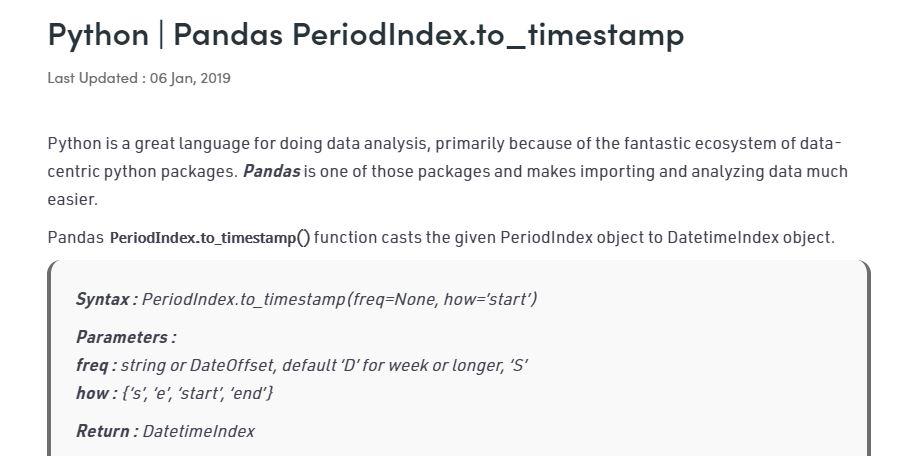 Python | Pandas PeriodIndex.to_timestamp
Last Updated : 06 Jan, 2019
Python is a great language for doing data analysis, primarily because of the fantastic ecosystem of data-
centric python packages. Pandas is one of those packages and makes importing and analyzing data much
easier.
Pandas PeriodIndex.to_timestamp() function casts the given PeriodIndex object to DatetimeIndex object.
Syntax : PeriodIndex.to_timestamp(freq=None, how=’start’)
Parameters :
freq : string or DateOffset, default ‘D’ for week or longer, ‘S’
how : {‘s’, ‘e’, ‘start’, ‘end’}
Return : DatetimeIndex